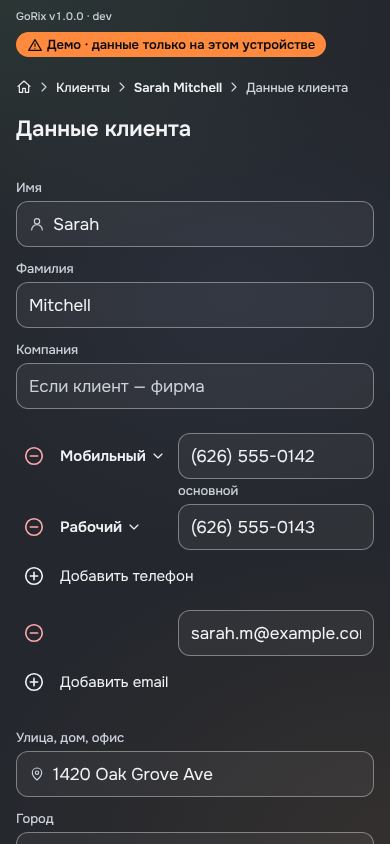 GoRix v1.0.0 · dev
Демо · данные только на этом устройстве
Клиенты > Sarah Mitchell > Данные клиента
Данные клиента
Имя
Sarah
Фамилия
Mitchell
Компания
Если клиент — фирма
Мобильный (626) 555-0142
основной
Рабочий (626) 555-0143
Добавить телефон
sarah.m@example.co
Добавить email
Улица, дом, офис
1420 Oak Grove Ave
Город